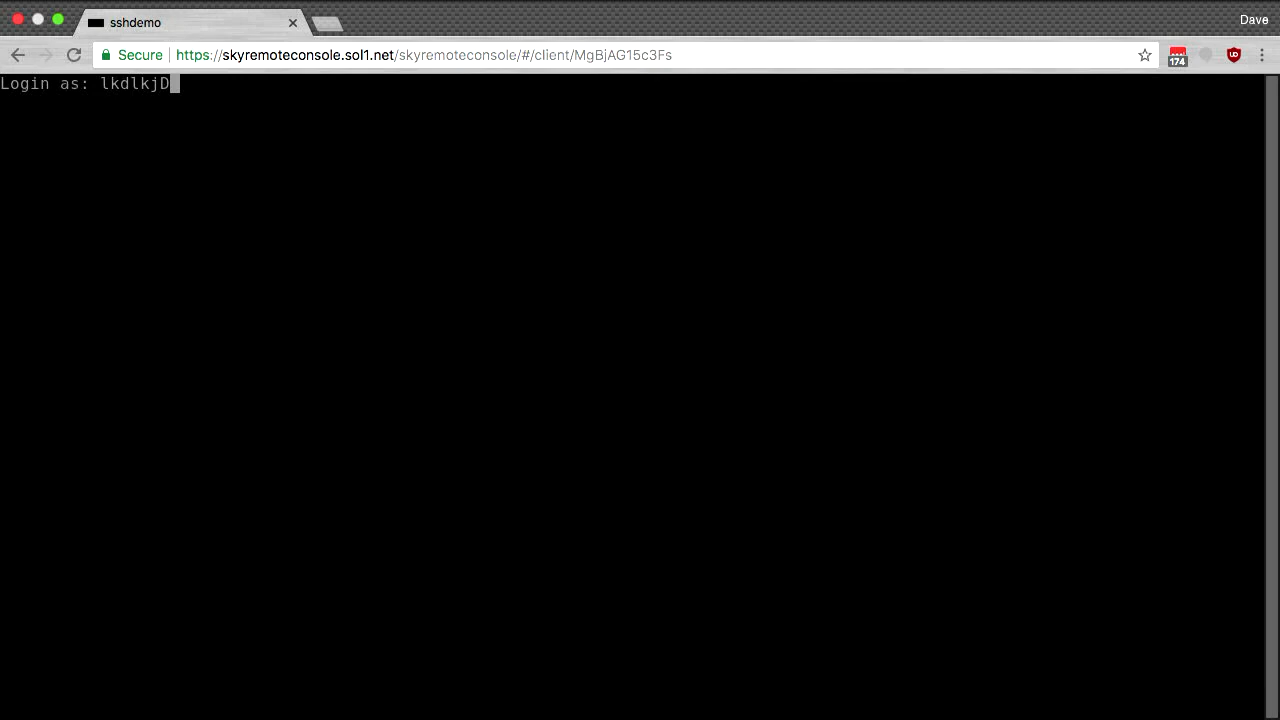 sshdemo
Dave
Secure
https://skyremoteconsole.sol1.net/skyremoteconsole/#/client/MgBjAG15c3Fs
174
Login as: lkdlkjD